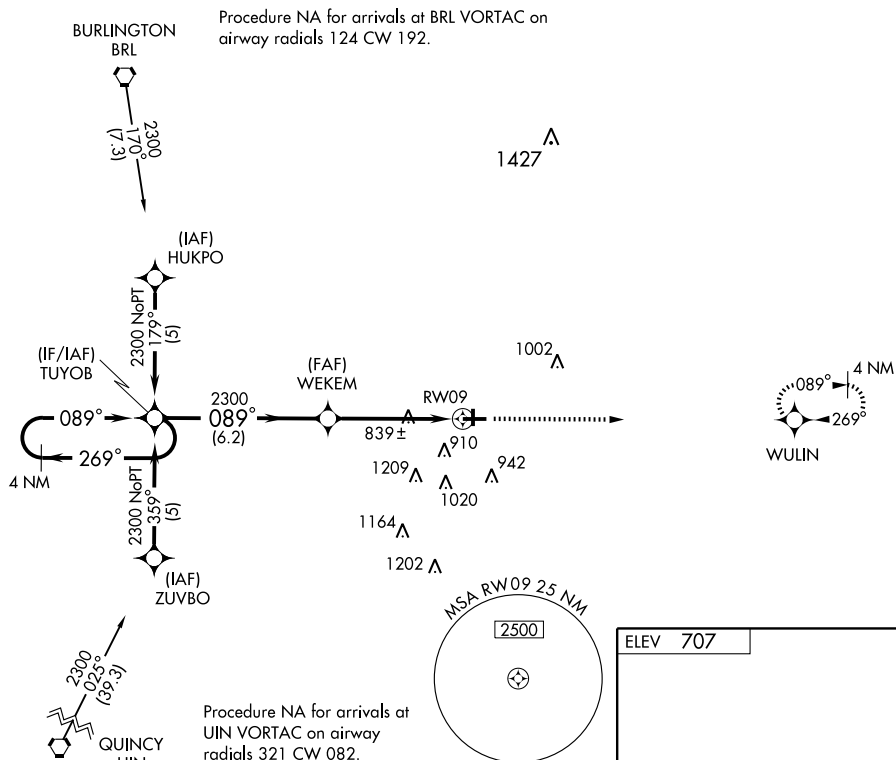 Procedure NA for arrivals at BRL VORTAC on
airway radials 124 CW 192.
BURLINGTON
BRL
2300
170°
(7.3)
1427
(IAF)
HUKPO
2300 NoPT
179°
(5)
(IF/IAF)
TUYOB
(FAF)
WEKEM
1002
RW09
089°
2300
089°
(6.2)
839±
910
089°
4 NM
269°
WULIN
269°
4 NM
1209
942
1020
2300 NoPT
359°
(5)
1164
1202
(IAF)
ZUVBO
MSA RW09 25 NM
2500
ELEV 707
2300
025°
(39.3)
QUINCY
Procedure NA for arrivals at
UIN VORTAC on airway
radials 321 CW 082.